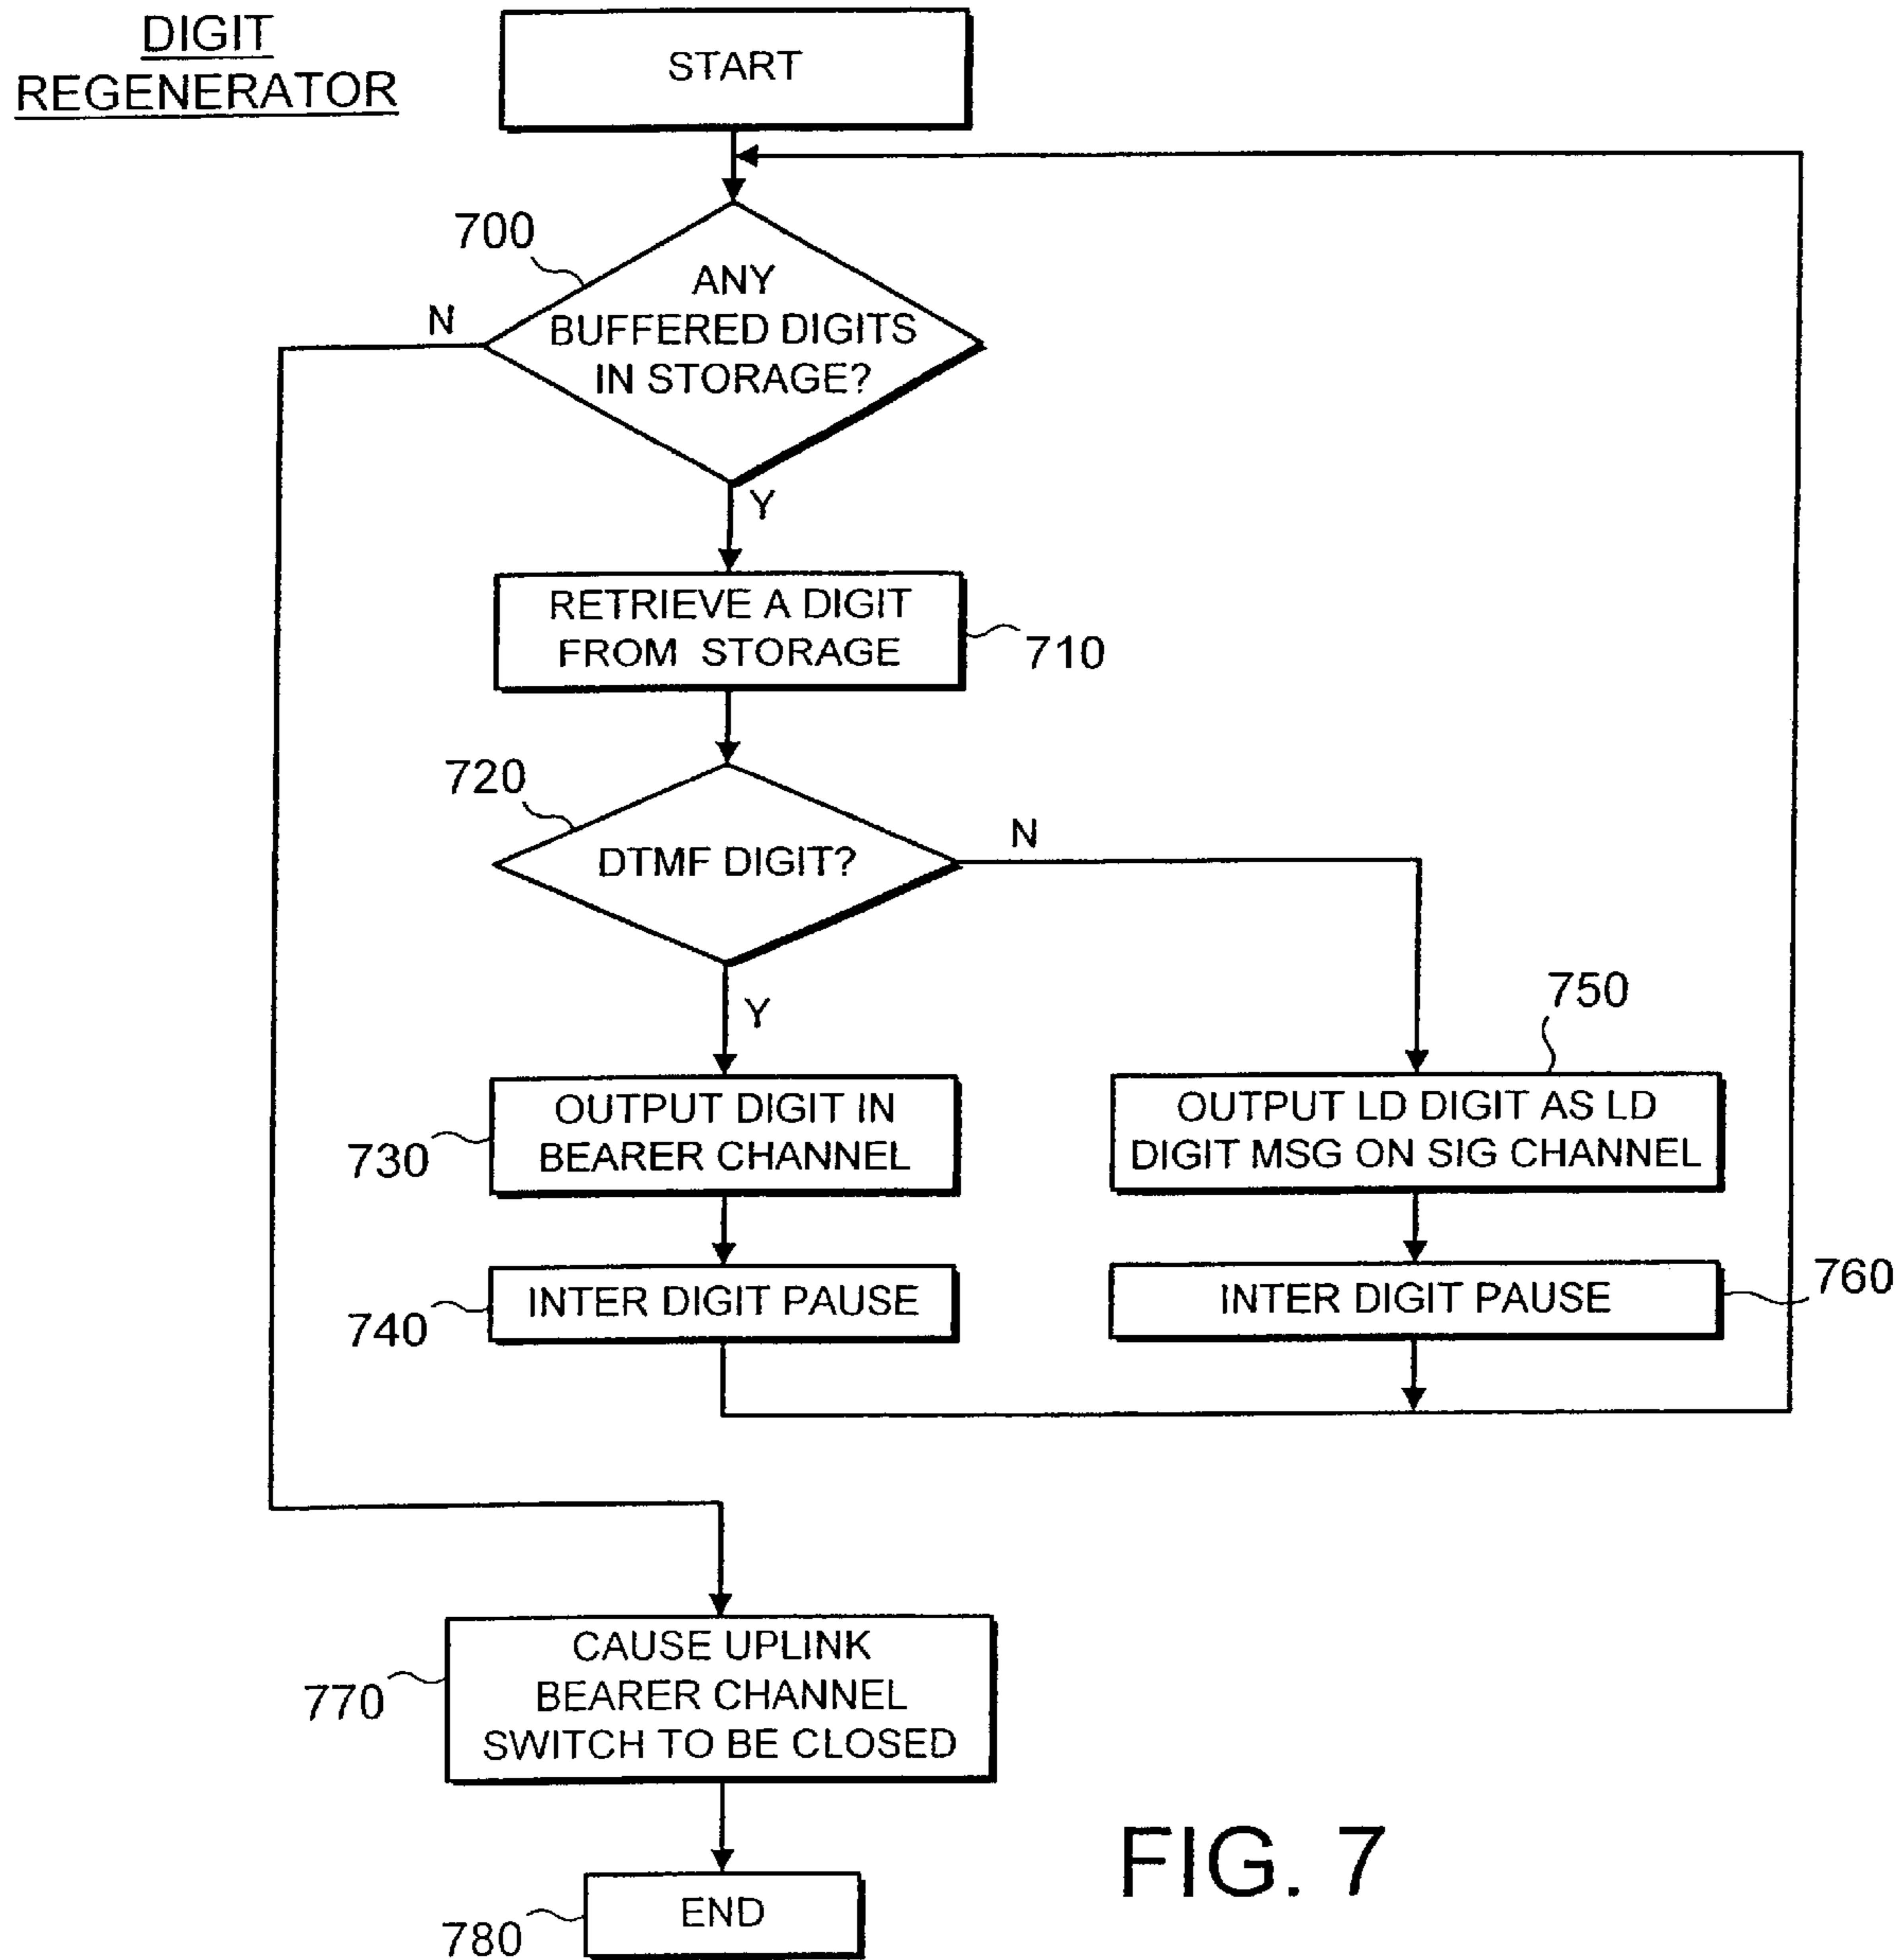 DIGIT
REGENERATOR
START
700
ANY
BUFFERED DIGITS
IN STORAGE?
N
Y
RETRIEVE A DIGIT
FROM STORAGE
710
720
DTMF DIGIT?
N
Y
750
OUTPUT DIGIT IN
BEARER CHANNEL
730
OUTPUT LD DIGIT AS LD
DIGIT MSG ON SIG CHANNEL
INTER DIGIT PAUSE
740
INTER DIGIT PAUSE
760
CAUSE UPLINK
BEARER CHANNEL
SWITCH TO BE CLOSED
770
END
780
FIG. 7